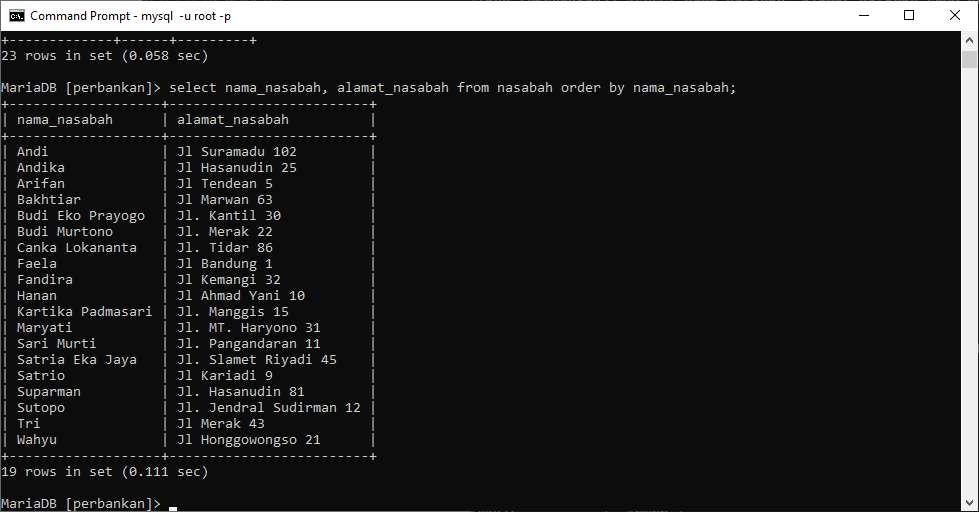 Command Prompt - mysql -u root -p
+-------------+------+---------+
23 rows in set (0.058 sec)
MariaDB [perbankan]> select nama_nasabah, alamat_nasabah from nasabah order by nama_nasabah;
+-------------------+-------------------------+
| nama_nasabah      | alamat_nasabah          |
+-------------------+-------------------------+
| Andi              | Jl Suramadu 102         |
| Andika            | Jl Hasanudin 25         |
| Arifan            | Jl Tendean 5            |
| Bakhtiar          | Jl Marwan 63            |
| Budi Eko Prayogo  | Jl. Kantil 30           |
| Budi Murtono      | Jl. Merak 22            |
| Canka Lokananta   | Jl. Tidar 86            |
| Faela             | Jl Bandung 1            |
| Fandira           | Jl Kemangi 32           |
| Hanan             | Jl Ahmad Yani 10        |
| Kartika Padmasari | Jl. Manggis 15          |
| Maryati           | Jl. MT. Haryono 31      |
| Sari Murti        | Jl. Pangandaran 11      |
| Satria Eka Jaya   | Jl. Slamet Riyadi 45    |
| Satrio            | Jl Kariadi 9            |
| Suparman          | Jl. Hasanudin 81        |
| Sutopo            | Jl. Jendral Sudirman 12 |
| Tri               | Jl Merak 43             |
| Wahyu             | Jl Honggowongso 21      |
+-------------------+-------------------------+
19 rows in set (0.111 sec)
MariaDB [perbankan]> _